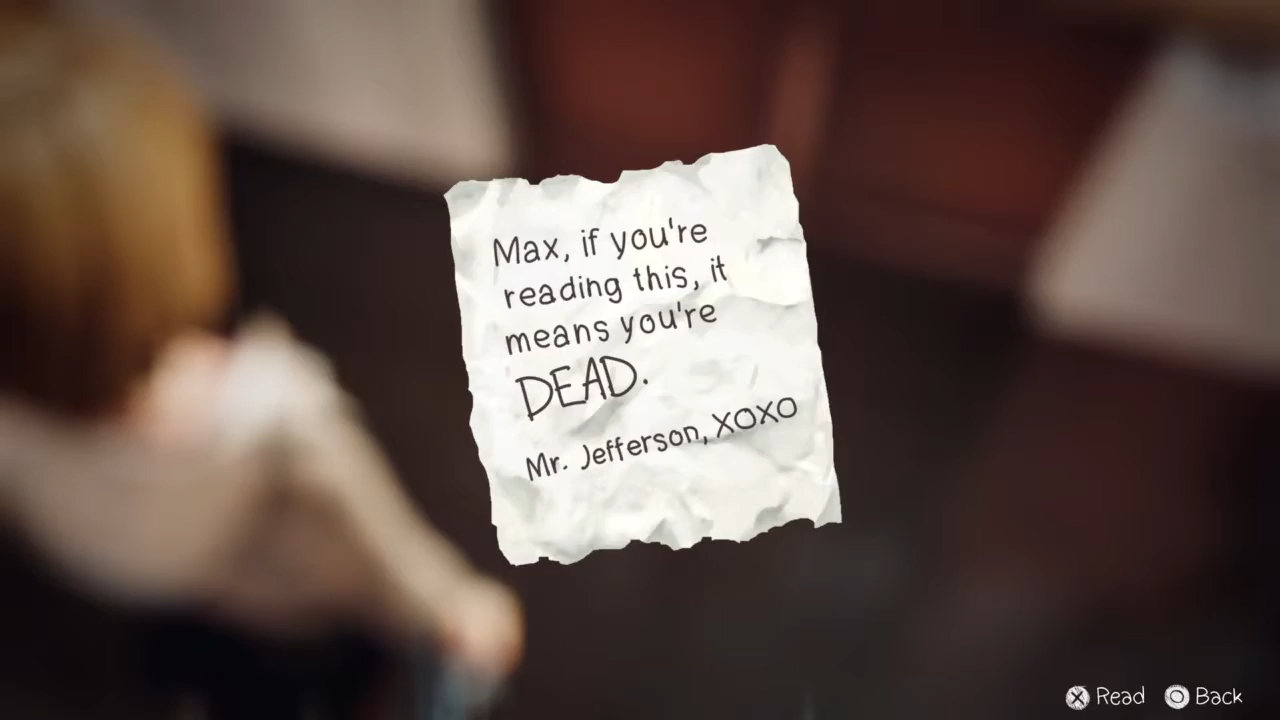 Max, if you're
reading this, it
means you're
DEAD.
Mr. Jefferson, XOXO
Read
Back